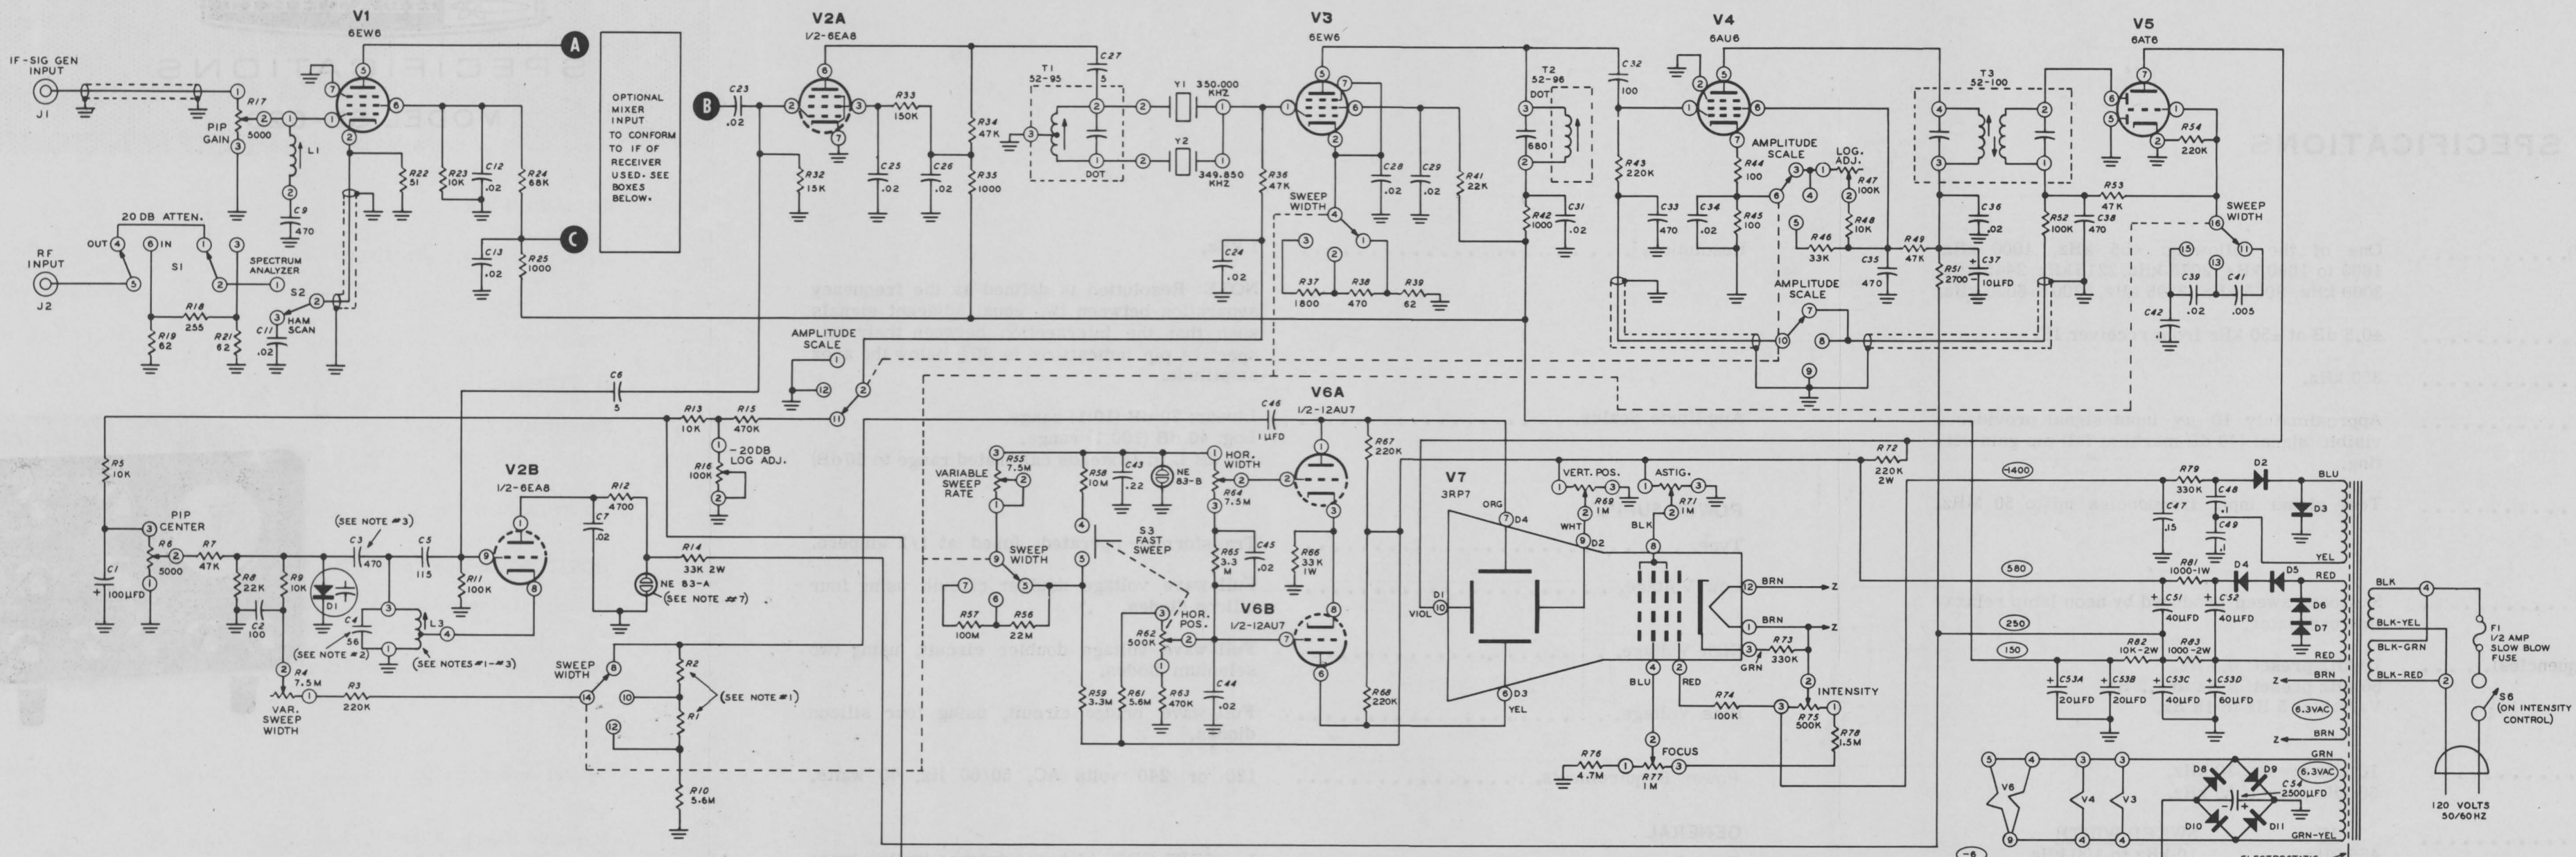 V1
6EW6
V2A
1/2-6EA8
V3
6EW6
V4
6AU6
V5
6AT6
IF-SIG GEN
INPUT
J1
R17
PIP
GAIN
5000
L1
C9
470
R22
51
R23
10K
C12
.02
R24
68K
C13
.02
R25
1000
A
B
C
OPTIONAL
MIXER
INPUT
TO CONFORM
TO IF OF
RECEIVER
USED. SEE
BOXES
BELOW.
20 DB ATTEN.
OUT
IN
S1
RF
INPUT
J2
R18
255
R19
62
R21
62
SPECTRUM
ANALYZER
S2
HAM
SCAN
C11
.02
C23
.02
R32
15K
C25
.02
R33
150K
C26
.02
R34
47K
R35
1000
C27
5
T1
52-95
DOT
Y1
350.000
KHZ
Y2
349.850
KHZ
R36
47K
C24
.02
SWEEP
WIDTH
R37
1800
R38
470
R39
62
C28
.02
C29
.02
R41
22K
T2
52-96
DOT
680
R42
1000
C31
.02
C32
100
R43
220K
C33
470
C34
.02
R44
100
R45
100
AMPLITUDE
SCALE
LOG.
ADJ.
R47
100K
R48
10K
R46
33K
C35
470
R49
47K
AMPLITUDE
SCALE
T3
52-100
C36
.02
R51
2700
C37
10µFD
R52
100K
C38
470
R53
47K
R54
220K
SWEEP
WIDTH
C39
.02
C41
.005
C42
.1
AMPLITUDE
SCALE
C6
5
R13
10K
R15
470K
-20DB
LOG ADJ.
R16
100K
R5
10K
PIP
CENTER
R6
5000
C1
100µFD
R7
47K
R8
22K
C2
100
R9
10K
D1
(SEE NOTE #3)
C3
470
C4
56
(SEE NOTE #2)
L3
(SEE NOTES #1-#3)
C5
115
R11
100K
V2B
1/2-6EA8
C7
.02
R12
4700
R14
33K 2W
NE 83-A
(SEE NOTE #7)
R4
7.5M
VAR.
SWEEP
WIDTH
R3
220K
SWEEP
WIDTH
R2
R1
(SEE NOTE #1)
R10
5.6M
VARIABLE
SWEEP
RATE
R55
7.5M
R58
10M
C43
.22
NE
83-B
SWEEP
WIDTH
S3
FAST
SWEEP
R57
100M
R56
22M
R59
3.3M
R61
5.6M
HOR.
WIDTH
R64
7.5M
R65
3.3
M
C45
.02
HOR.
POS.
R62
500K
R63
470K
C44
.02
C46
1µFD
V6A
1/2-12AU7
R66
33K
1W
V6B
1/2-12AU7
R67
220K
R68
220K
V7
3RP7
ORG
D4
D1
VIOL
D2
WHT
D3
YEL
VERT. POS.
R69
1M
ASTIG.
R71
1M
BLK
BLU
RED
GRN
BRN
Z
BRN
Z
R72
220K
2W
R73
330K
R74
100K
INTENSITY
R75
500K
R78
1.5M
R76
4.7M
FOCUS
R77
1M
-1400
R79
330K
C47
.15
C48
.1
C49
.1
D2
D3
BLU
YEL
580
R81
1000-1W
D4
D5
RED
C51
40µFD
C52
40µFD
D6
D7
250
150
R82
10K-2W
R83
1000-2W
RED
C53A
20µFD
C53B
20µFD
C53C
40µFD
C53D
60µFD
Z
BRN
6.3VAC
Z
BRN
GRN
6.3VAC
V6
V4
V3
D8
D9
C54
2500µFD
D10
D11
GRN-YEL
-6
BLK
BLK-YEL
BLK-GRN
BLK-RED
F1
1/2 AMP
SLOW BLOW
FUSE
S6
(ON INTENSITY
CONTROL)
120 VOLTS
50/60HZ